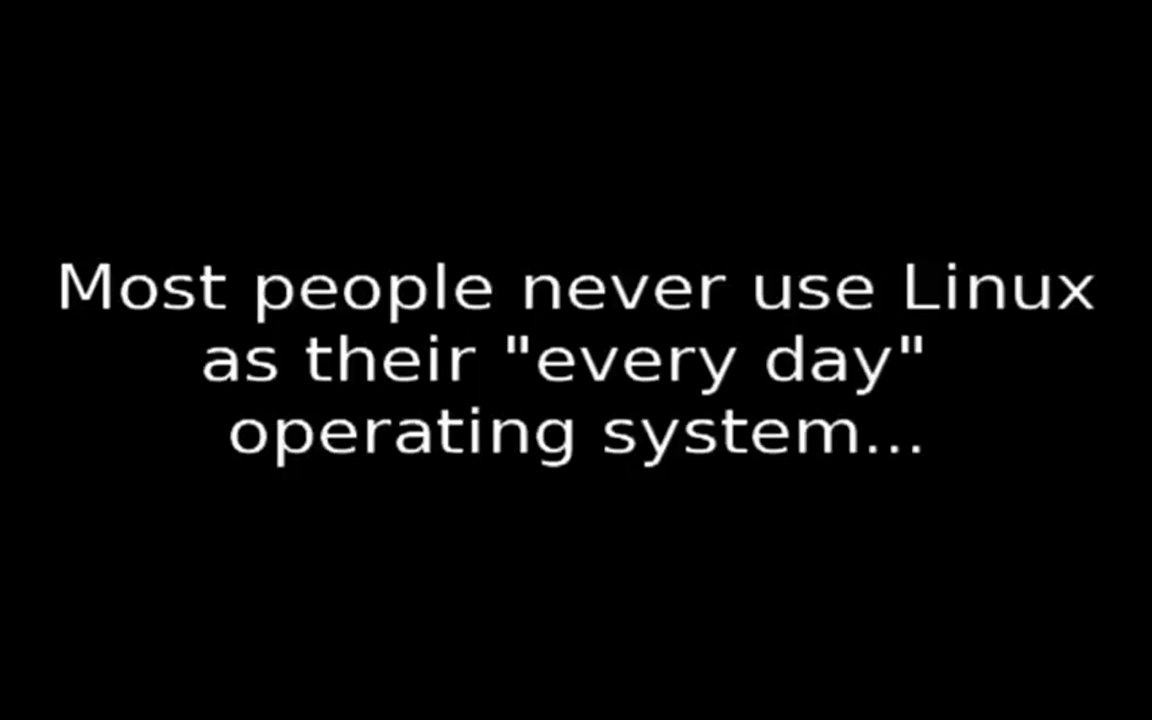 Most people never use Linux
as their "every day"
operating system...